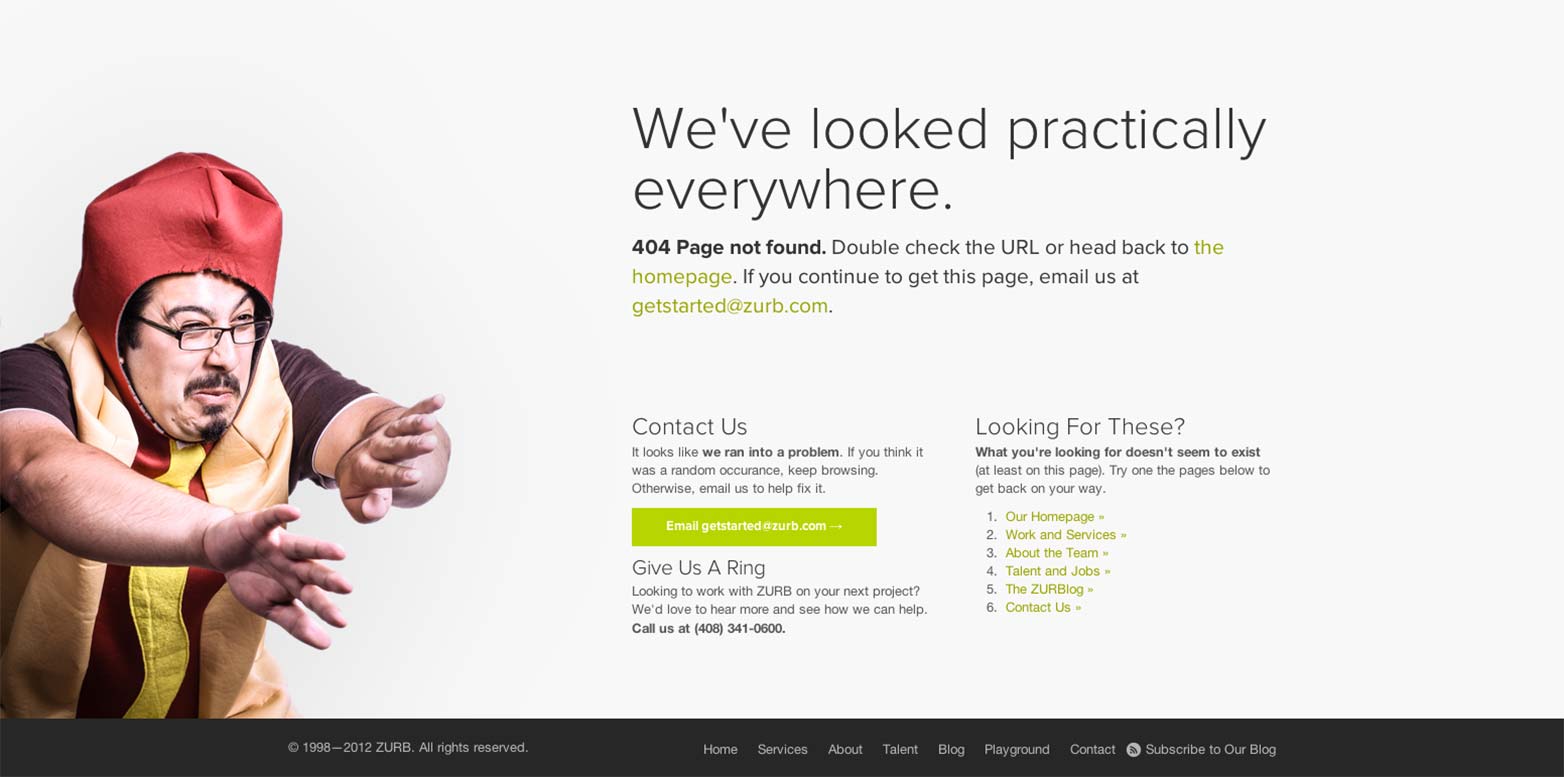 We've looked practically
everywhere.
404 Page not found. Double check the URL or head back to the
homepage. If you continue to get this page, email us at
getstarted@zurb.com.
Contact Us
It looks like we ran into a problem. If you think it
was a random occurance, keep browsing.
Otherwise, email us to help fix it.
Email getstarted@zurb.com →
Give Us A Ring
Looking to work with ZURB on your next project?
We'd love to hear more and see how we can help.
Call us at (408) 341-0600.
Looking For These?
What you're looking for doesn't seem to exist
(at least on this page). Try one the pages below to
get back on your way.
1. Our Homepage »
2. Work and Services »
3. About the Team »
4. Talent and Jobs »
5. The ZURBlog »
6. Contact Us »
© 1998—2012 ZURB. All rights reserved.
Home Services About Talent Blog Playground Contact Subscribe to Our Blog